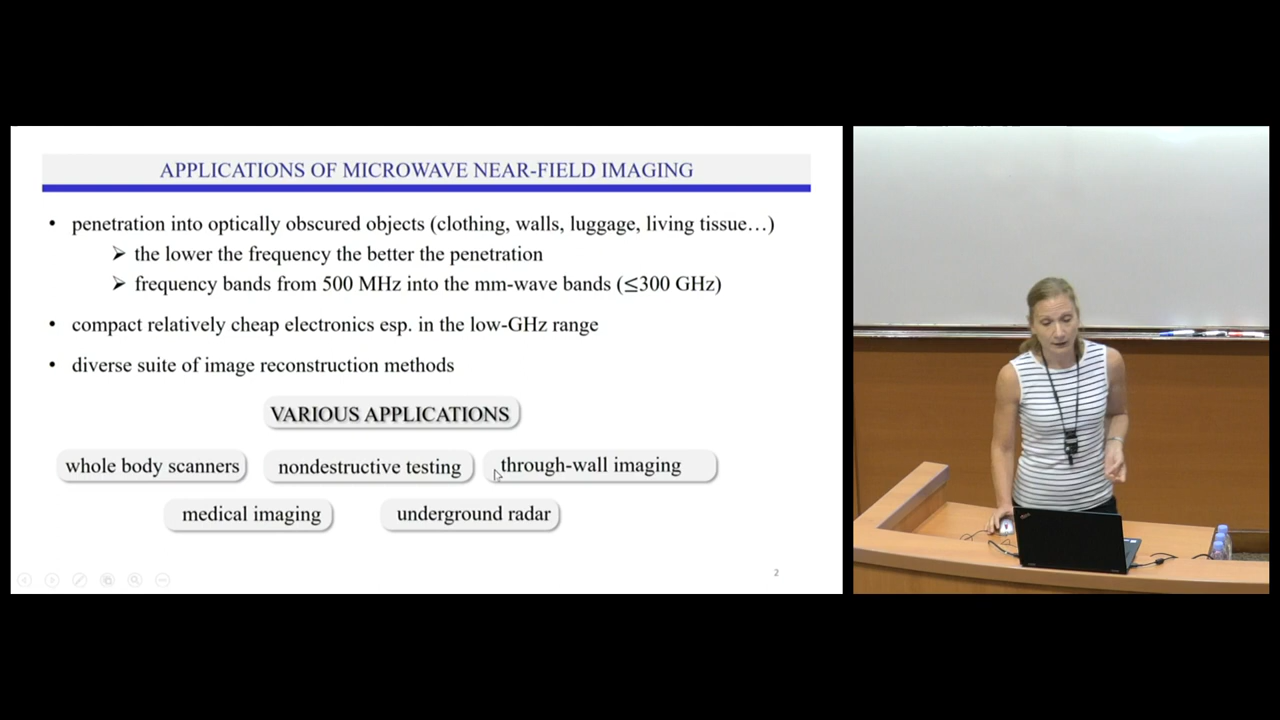 APPLICATIONS OF MICROWAVE NEAR-FIELD IMAGING
• penetration into optically obscured objects (clothing, walls, luggage, living tissue…)
➢ the lower the frequency the better the penetration
➢ frequency bands from 500 MHz into the mm-wave bands (≤300 GHz)
• compact relatively cheap electronics esp. in the low-GHz range
• diverse suite of image reconstruction methods
VARIOUS APPLICATIONS
whole body scanners nondestructive testing through-wall imaging
medical imaging underground radar
2